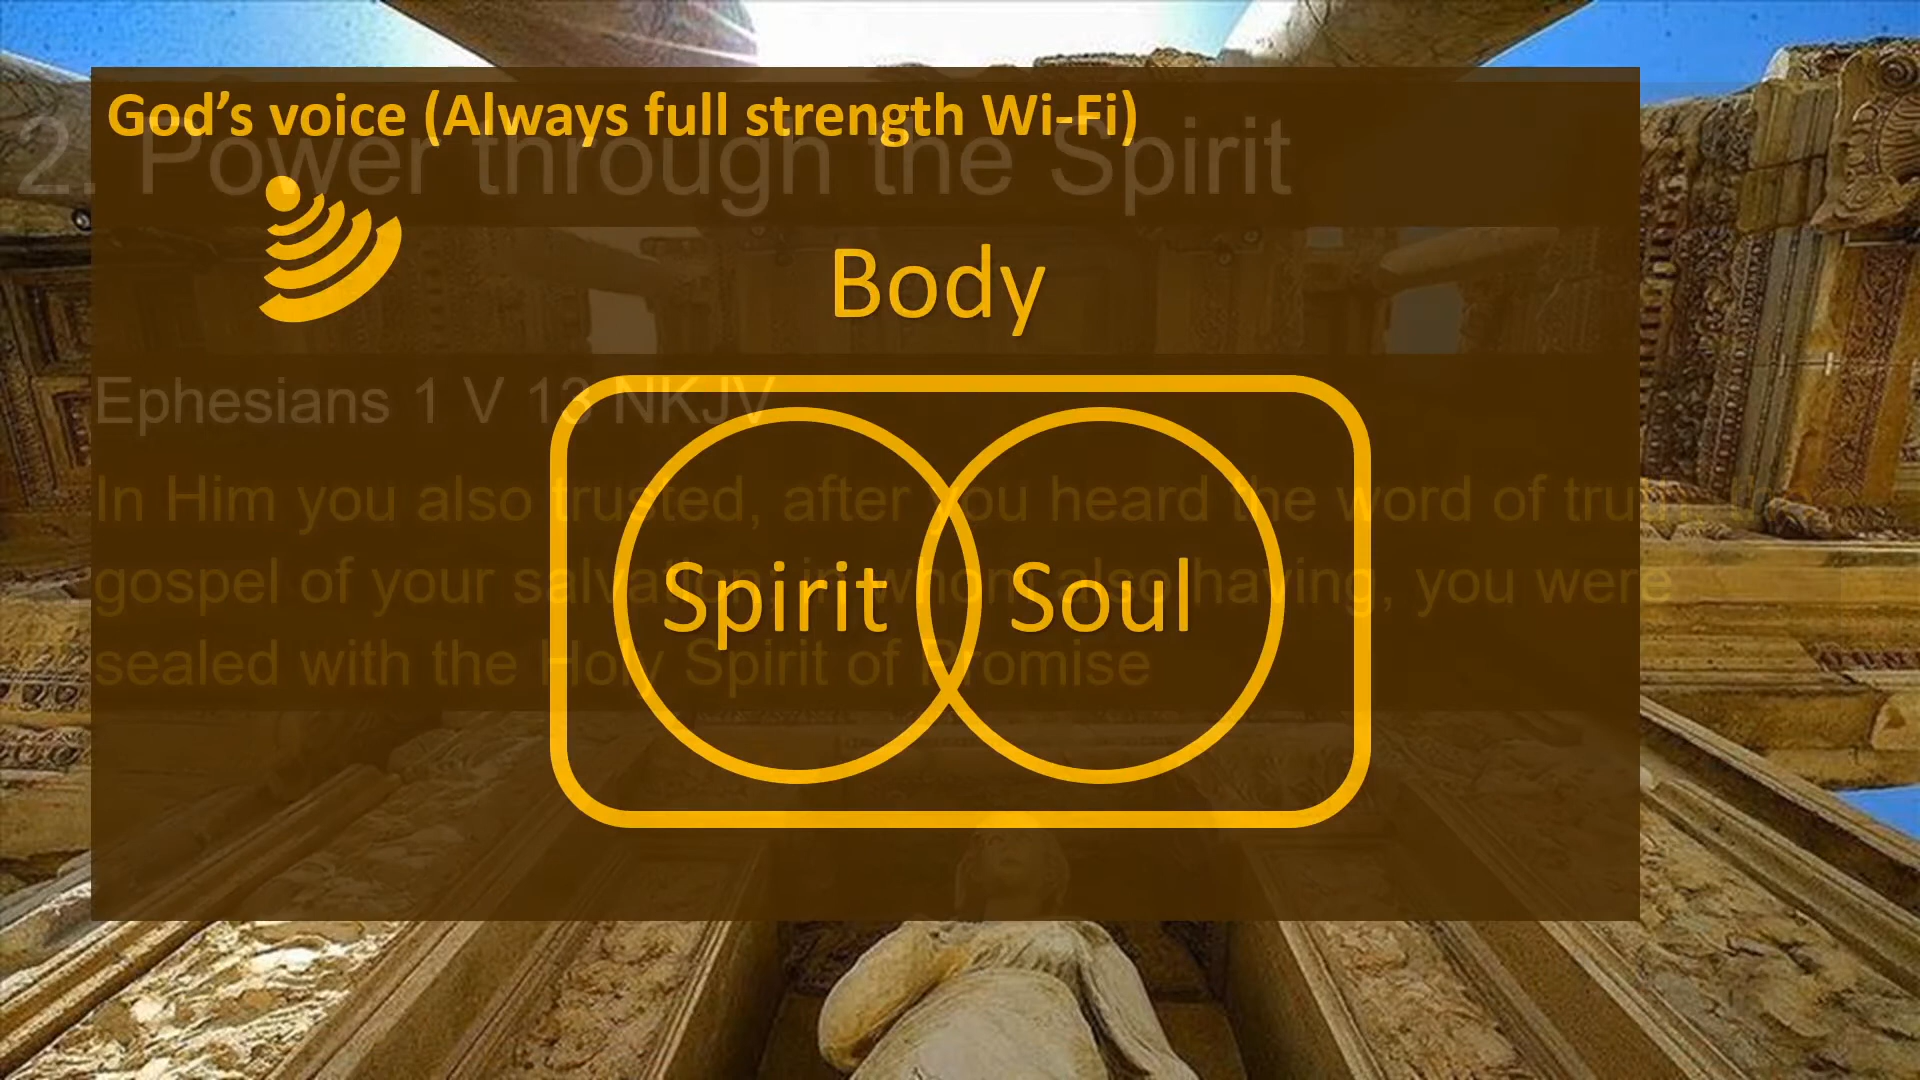 God’s voice (Always full strength Wi-Fi)
2. Power through the Spirit
Body
Ephesians 1 V 13 NKJV
In Him you also trusted, after you heard the word of
gospel of your salvation, in whom also having, you were
sealed with the Holy Spirit of Promise
Spirit
Soul